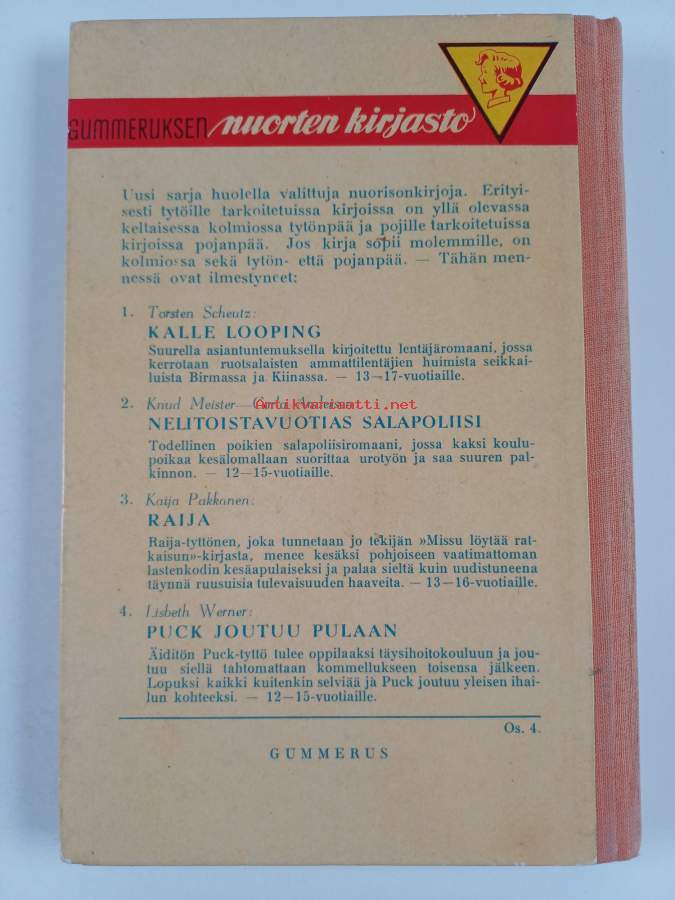 GUMMERUKSEN nuorten kirjasto
Uusi sarja huolella valittuja nuorisonkirjoja. Erityi-
sesti tytöille tarkoitetuissa kirjoissa on yllä olevassa
keltaisessa kolmiossa tytönpää ja pojille tarkoitetuissa
kirjoissa pojanpää. Jos kirja sopii molemmille, on
kolmiossa sekä tytön- että pojanpää. — Tähän men-
nessä ovat ilmestyneet:
1. Torsten Scheutz:
KALLE LOOPING
Suurella asiantuntemuksella kirjoitettu lentäjäromaani, jossa
kerrotaan ruotsalaisten ammattilentäjien huimista seikkai-
luista Birmassa ja Kiinassa. — 13—17-vuotiaille.
2. Knud Meister—Carlo Andersen:
Antikvariaatti.net
NELITOISTAVUOTIAS SALAPOLIISI
Todellinen poikien salapoliisiromaani, jossa kaksi koulu-
poikaa kesälomallaan suorittaa urotyön ja saa suuren pal-
kinnon. — 12—15-vuotiaille.
3. Kaija Pakkanen:
RAIJA
Raija-tyttönen, joka tunnetaan jo tekijän »Missu löytää rat-
kaisun»-kirjasta, menee kesäksi pohjoiseen vaatimattoman
lastenkodin kesäapulaiseksi ja palaa sieltä kuin uudistuneena
täynnä ruusuisia tulevaisuuden haaveita. — 13—16-vuotiaille.
4. Lisbeth Werner:
PUCK JOUTUU PULAAN
Äiditön Puck-tyttö tulee oppilaaksi täysihoitokouluun ja jou-
tuu siellä tahtomattaan kommellukseen toisensa jälkeen.
Lopuksi kaikki kuitenkin selviää ja Puck joutuu yleisen ihai-
lun kohteeksi. — 12—15-vuotiaille.
Os. 4.
GUMMERUS